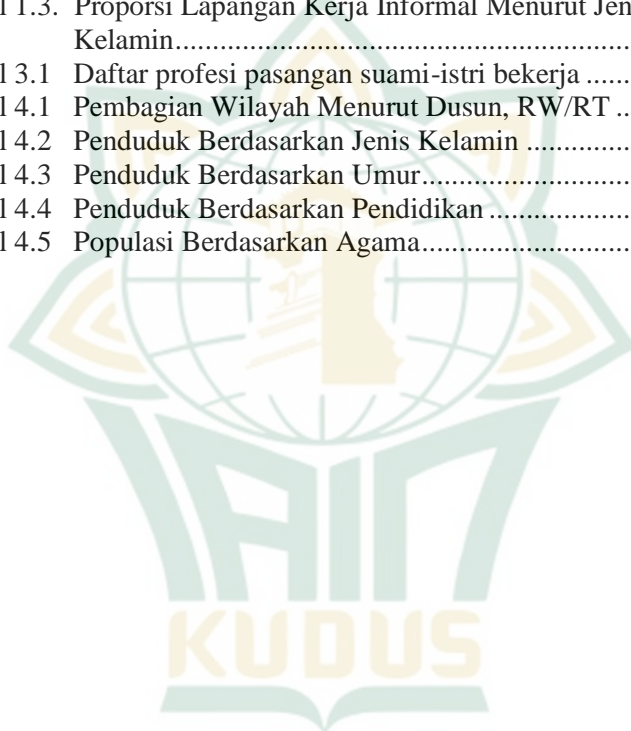 l 1.3. Proporsi Lapangan Kerja Informal Menurut Jen
Kelamin..........................................................
l 3.1 Daftar profesi pasangan suami-istri bekerja ......
l 4.1 Pembagian Wilayah Menurut Dusun, RW/RT ..
l 4.2 Penduduk Berdasarkan Jenis Kelamin .............
l 4.3 Penduduk Berdasarkan Umur..........................
l 4.4 Penduduk Berdasarkan Pendidikan ..................
l 4.5 Populasi Berdasarkan Agama..........................
IAIN
KUDUS